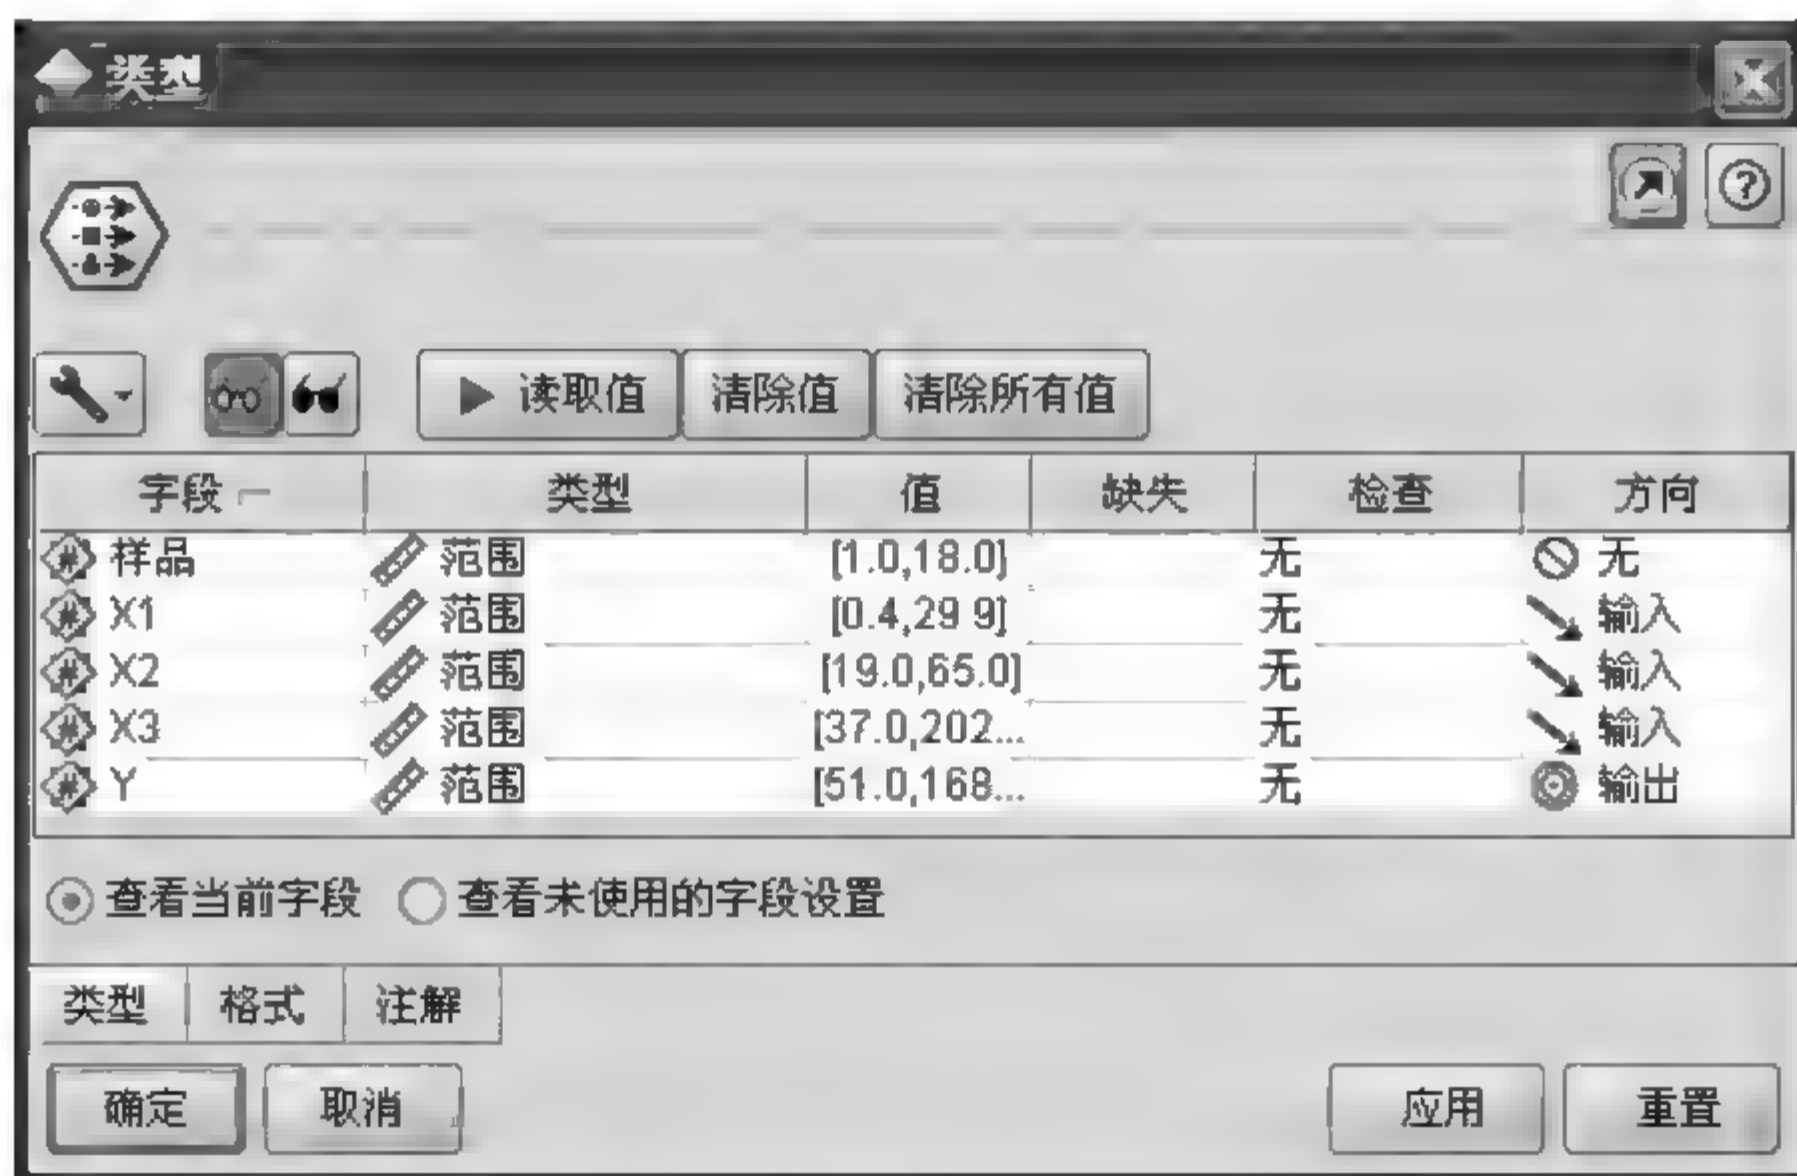 类型
读取值 清除值 清除所有值
字段 类型 值 缺失 检查 方向
样品 范围 [1.0,18.0] 无 无
X1 范围 [0.4,29 9] 无 输入
X2 范围 [19.0,65.0] 无 输入
X3 范围 [37.0,202... 无 输入
Y 范围 [51.0,168... 无 输出
查看当前字段 查看未使用的字段设置
类型 格式 注解
确定 取消 应用 重置